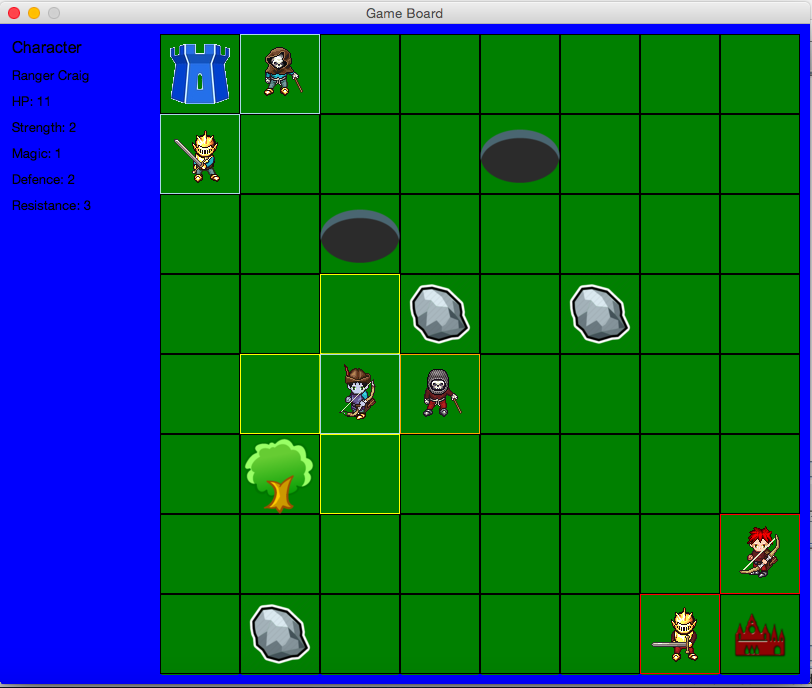 Game Board
Character
Ranger Craig
HP: 11
Strength: 2
Magic: 1
Defence: 2
Resistance: 3